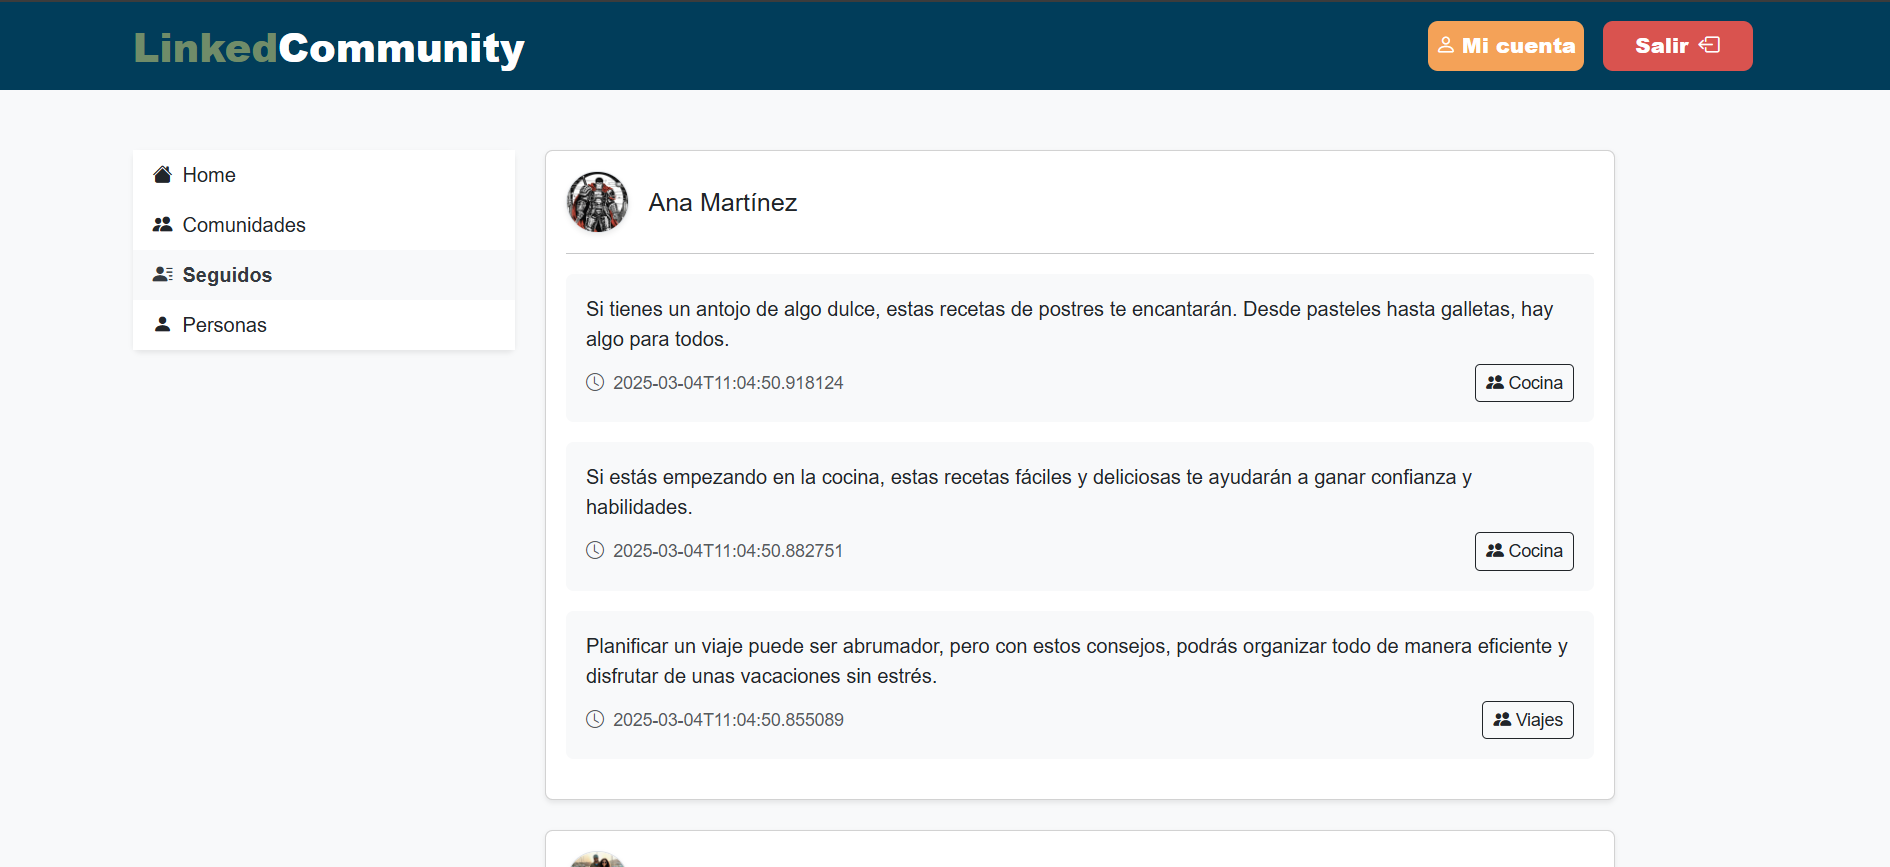 LinkedCommunity
Mi cuenta
Salir
Home
Comunidades
Seguidos
Personas
Ana Martínez
Si tienes un antojo de algo dulce, estas recetas de postres te encantarán. Desde pasteles hasta galletas, hay
algo para todos.
2025-03-04T11:04:50.918124
Cocina
Si estás empezando en la cocina, estas recetas fáciles y deliciosas te ayudarán a ganar confianza y
habilidades.
2025-03-04T11:04:50.882751
Cocina
Planificar un viaje puede ser abrumador, pero con estos consejos, podrás organizar todo de manera eficiente y
disfrutar de unas vacaciones sin estrés.
2025-03-04T11:04:50.855089
Viajes